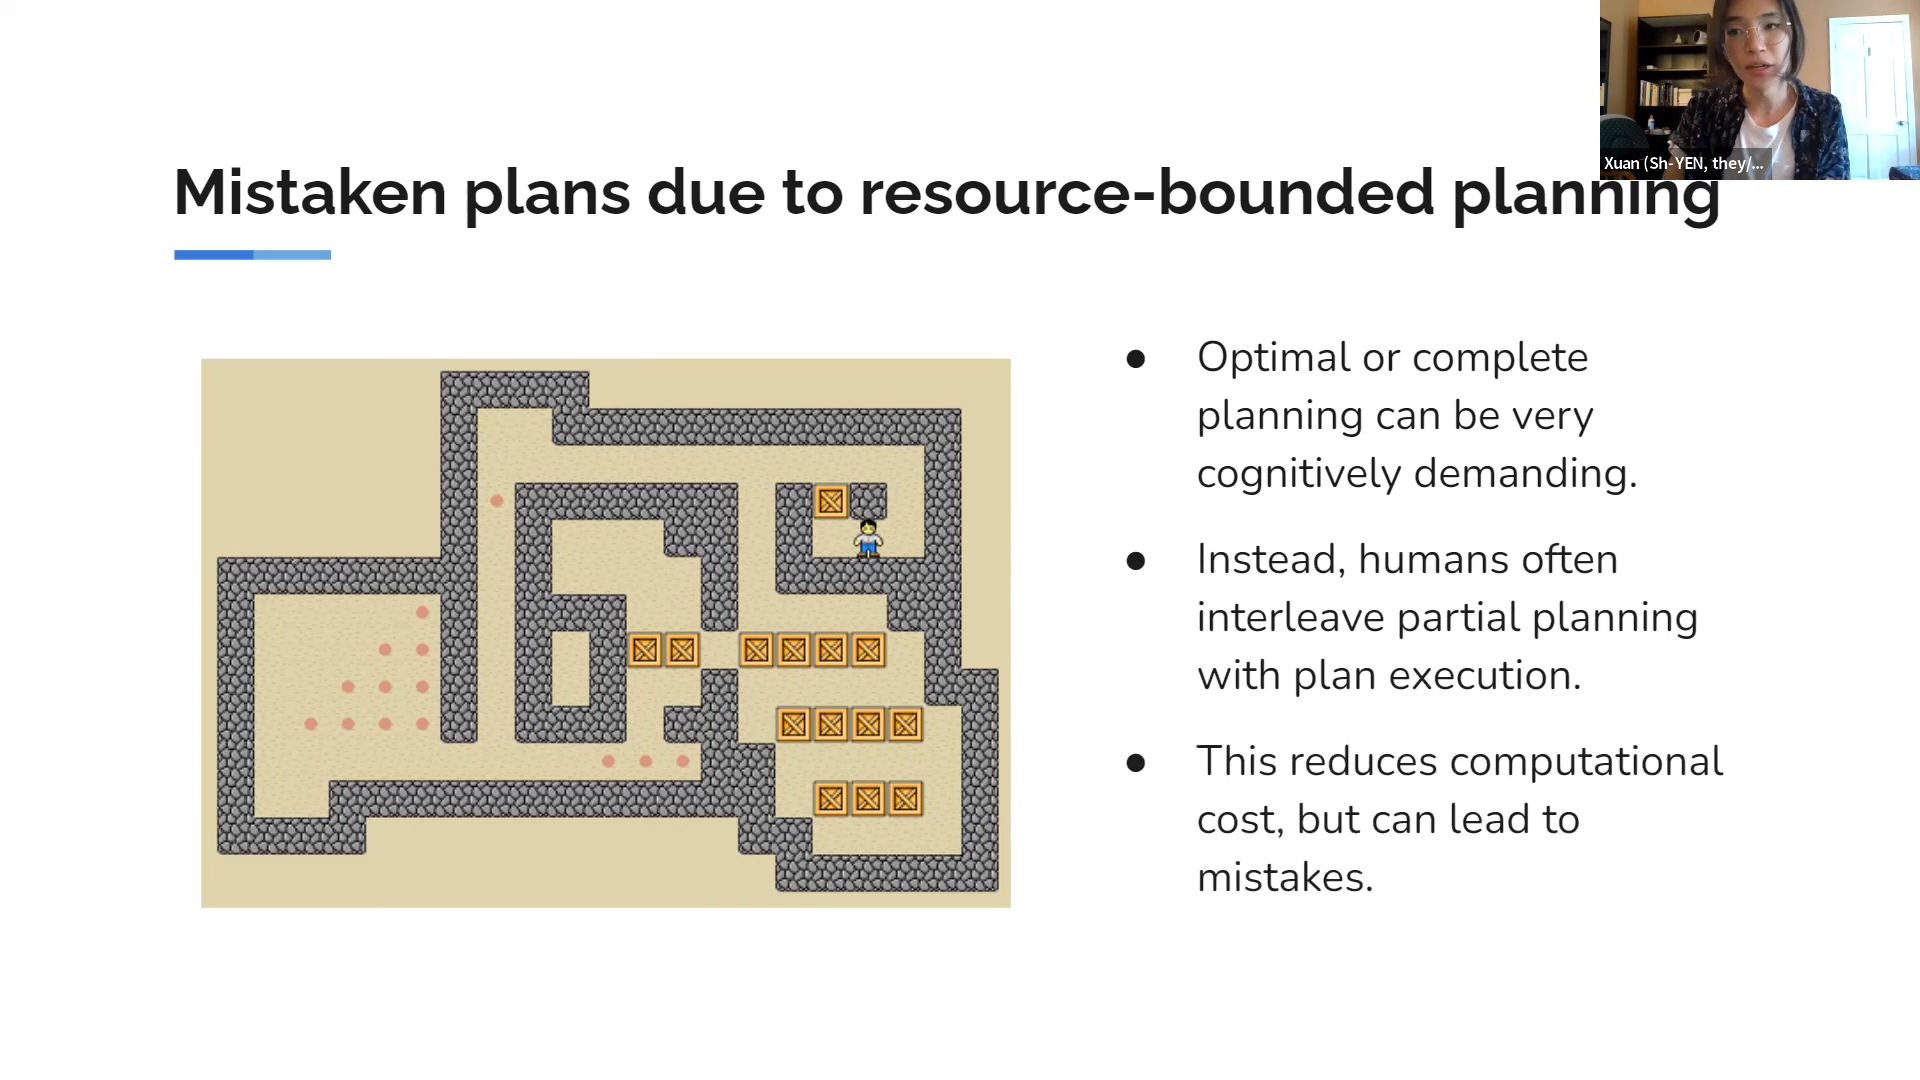 Xuan (Sh-YEN, they/...
Mistaken plans due to resource-bounded planning
● Optimal or complete
planning can be very
cognitively demanding.
● Instead, humans often
interleave partial planning
with plan execution.
● This reduces computational
cost, but can lead to
mistakes.